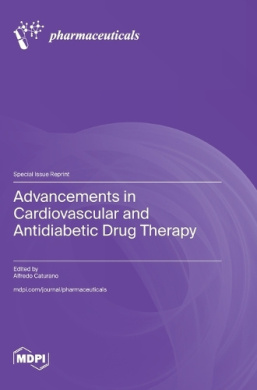 pharmaceuticals
Special Issue Reprint
Advancements in
Cardiovascular and
Antidiabetic Drug Therapy
Edited by
Alfredo Caturano
mdpi.com/journal/pharmaceuticals
MDPI